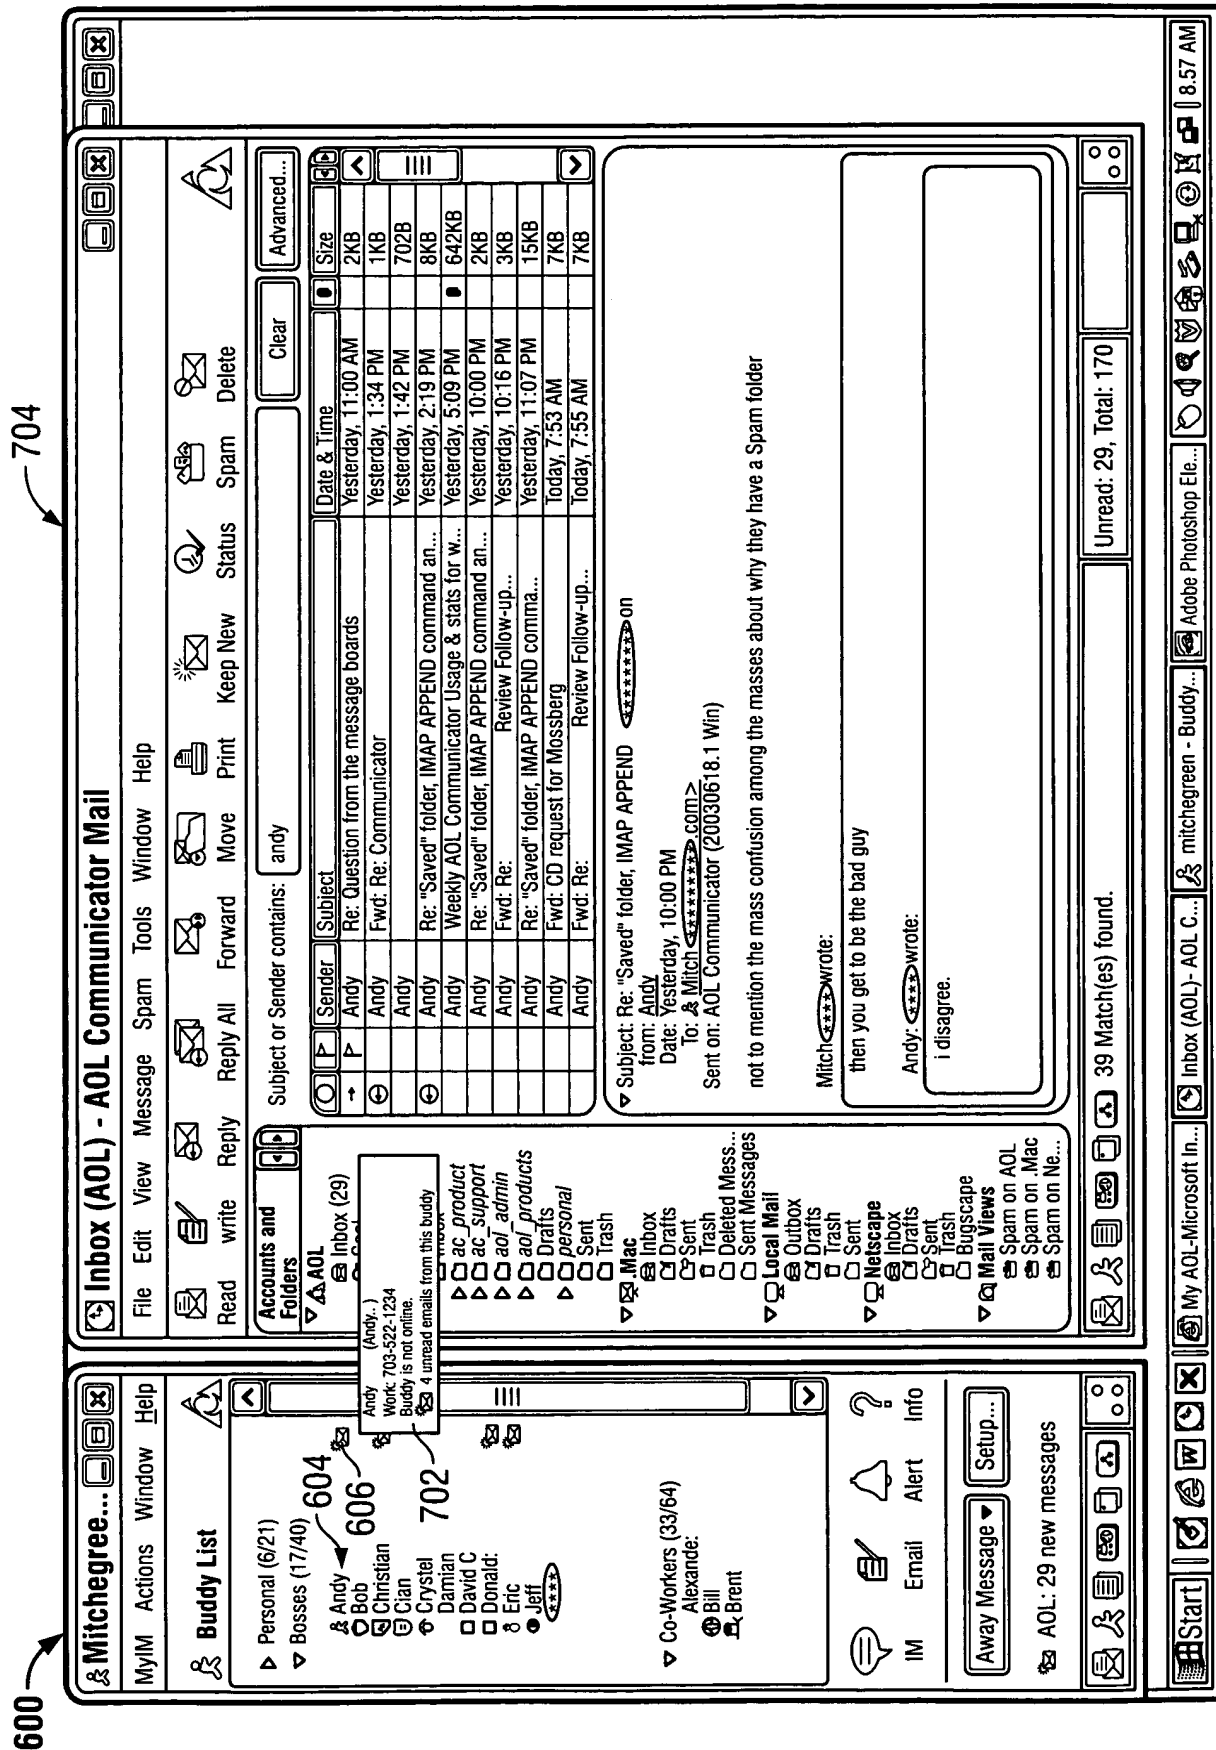 600
704
Mitchegree...
MyIM Actions Window Help
Buddy List
Personal (6/21)
Bosses (17/40)
Andy
604
Bob
606
Christian
Cian
702
Crystel
Damian
David C
Donald:
Eric
Jeff
****
Co-Workers (33/64)
Alexande:
Bill
Brent
IM Email Alert Info
Away Message Setup...
AOL: 29 new messages
Andy (Andy.. )
Work: 703-522-1234
Buddy is not online.
4 unread emails from this buddy
Inbox (AOL) - AOL Communicator Mail
File Edit View Message Spam Tools Window Help
Read write Reply Reply All Forward Move Print Keep New Status Spam Delete
Accounts and
Folders
AOL
Inbox (29)
ac_product
ac_support
aol_admin
aol_products
Drafts
personal
Sent
Trash
.Mac
Inbox
Drafts
Sent
Trash
Deleted Mess...
Sent Messages
Local Mail
Outbox
Drafts
Trash
Sent
Netscape
Inbox
Drafts
Sent
Trash
Bugscape
Mail Views
Spam on AOL
Spam on .Mac
Spam on Ne...
Subject or Sender contains: andy Clear Advanced...
Sender Subject Date & Time Size
Andy Re: Question from the message boards Yesterday, 11:00 AM 2KB
Andy Fwd: Re: Communicator Yesterday, 1:34 PM 1KB
Andy Yesterday, 1:42 PM 702B
Andy Re: "Saved" folder, IMAP APPEND command an... Yesterday, 2:19 PM 8KB
Andy Weekly AOL Communicator Usage & stats for w... Yesterday, 5:09 PM 642KB
Andy Re: "Saved" folder, IMAP APPEND command an... Yesterday, 10:00 PM 2KB
Andy Fwd: Re: Review Follow-up... Yesterday, 10:16 PM 3KB
Andy Re: "Saved" folder, IMAP APPEND comma... Yesterday, 11:07 PM 15KB
Andy Fwd: CD request for Mossberg Today, 7:53 AM 7KB
Andy Fwd: Re: Review Follow-up... Today, 7:55 AM 7KB
Subject: Re: "Saved" folder, IMAP APPEND ********* on
from: Andy
Date: Yesterday, 10:00 PM
To: Mitch *********.com>
Sent on: AOL Communicator (20030618.1 Win)
not to mention the mass confusion among the masses about why they have a Spam folder
Mitch **** wrote:
then you get to be the bad guy
Andy: **** wrote:
i disagree.
39 Match(es) found. Unread: 29, Total: 170
Start My AOL-Microsoft In... Inbox (AOL)- AOL C... mitchegreen - Buddy... Adobe Photoshop Ele... 8.57 AM